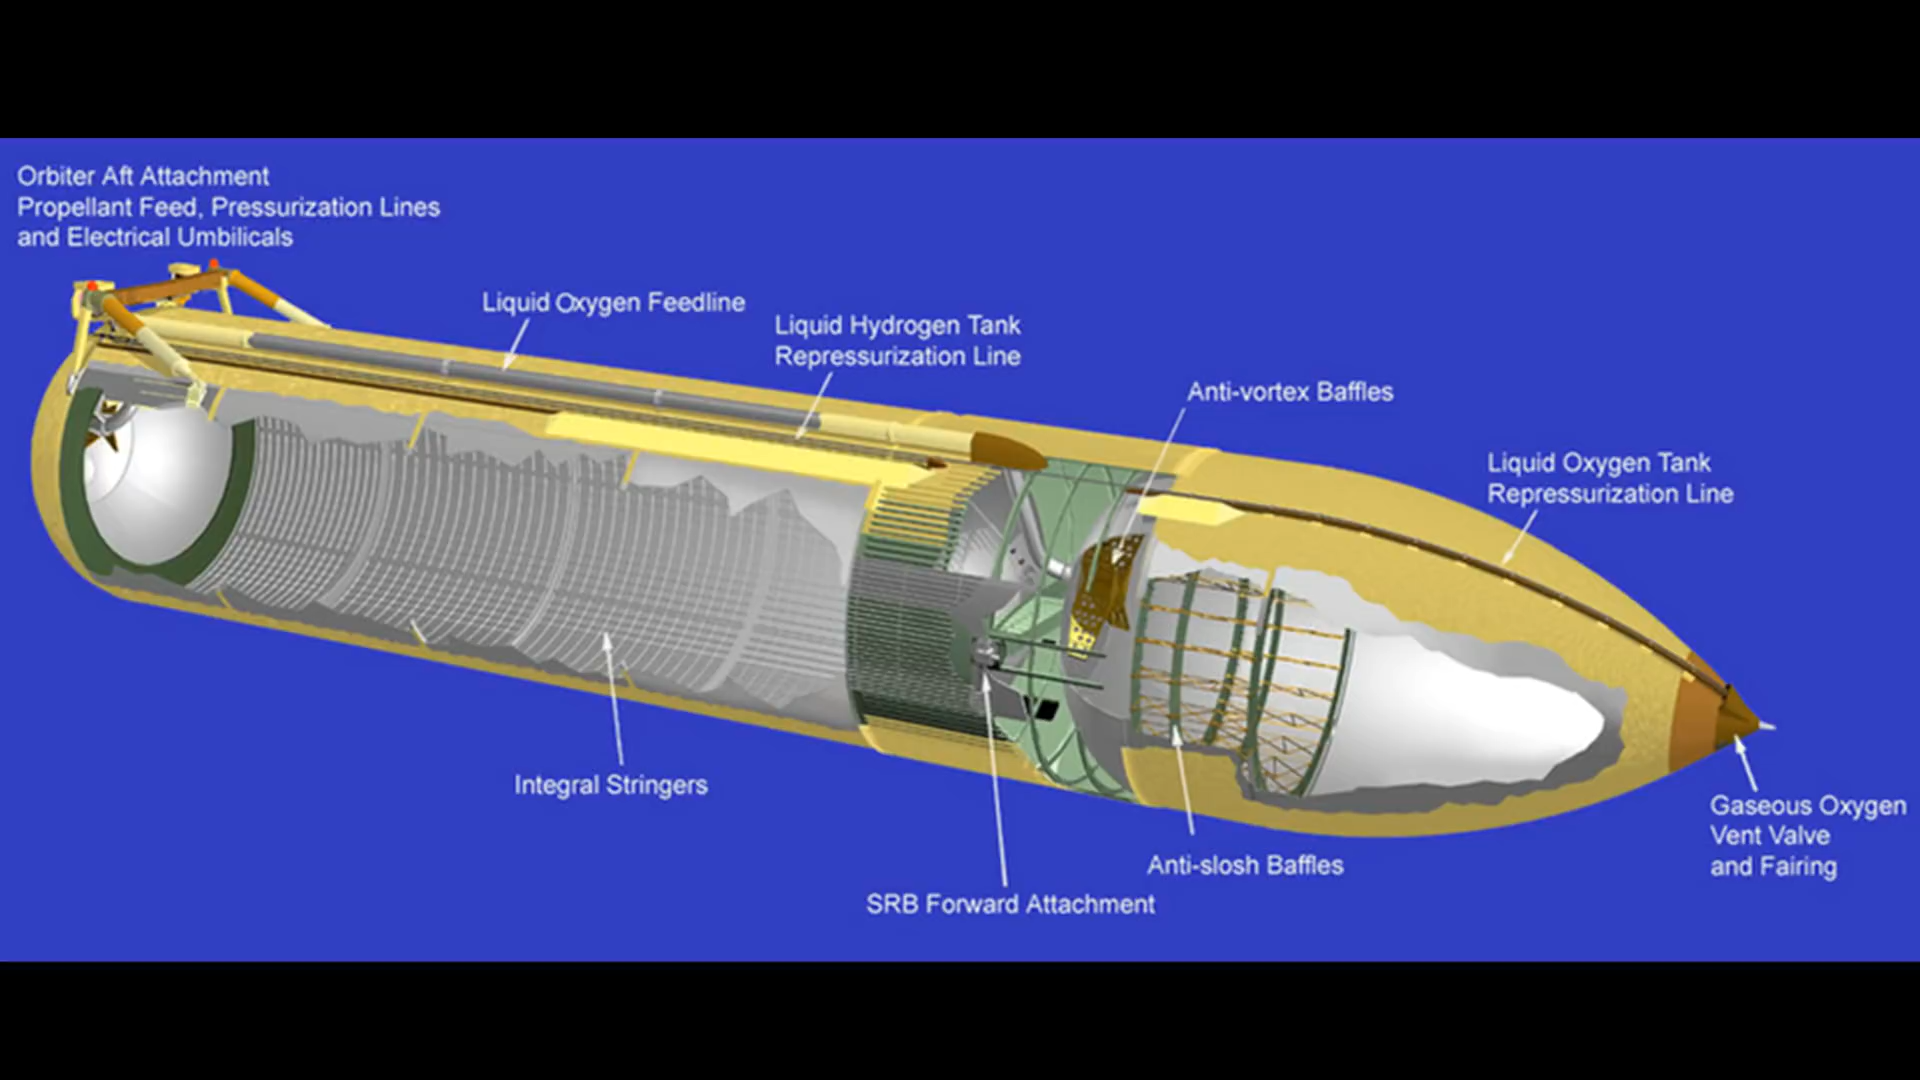 Orbiter Aft Attachment
Propellant Feed, Pressurization Lines
and Electrical Umbilicals
Liquid Oxygen Feedline
Liquid Hydrogen Tank
Repressurization Line
Anti-vortex Baffles
Liquid Oxygen Tank
Repressurization Line
Integral Stringers
SRB Forward Attachment
Anti-slosh Baffles
Gaseous Oxygen
Vent Valve
and Fairing